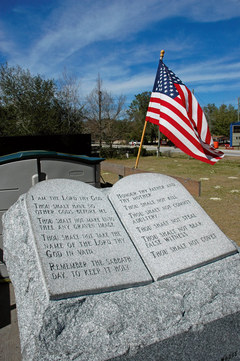 I AM THE LORD THY GOD
THOU SHALT HAVE NO
OTHER GODS BEFORE ME
THOU SHALT NOT MAKE UNTO
THEE ANY GRAVEN IMAGE
THOU SHALT NOT TAKE THE
NAME OF THE LORD THY
GOD IN VAIN
REMEMBER THE SABBATH
DAY TO KEEP IT HOLY
HONOUR THY FATHER AND
THY MOTHER
THOU SHALT NOT KILL
THOU SHALT NOT COMMIT
ADULTERY
THOU SHALT NOT STEAL
THOU SHALT NOT BEAR
FALSE WITNESS
THOU SHALT NOT COVET